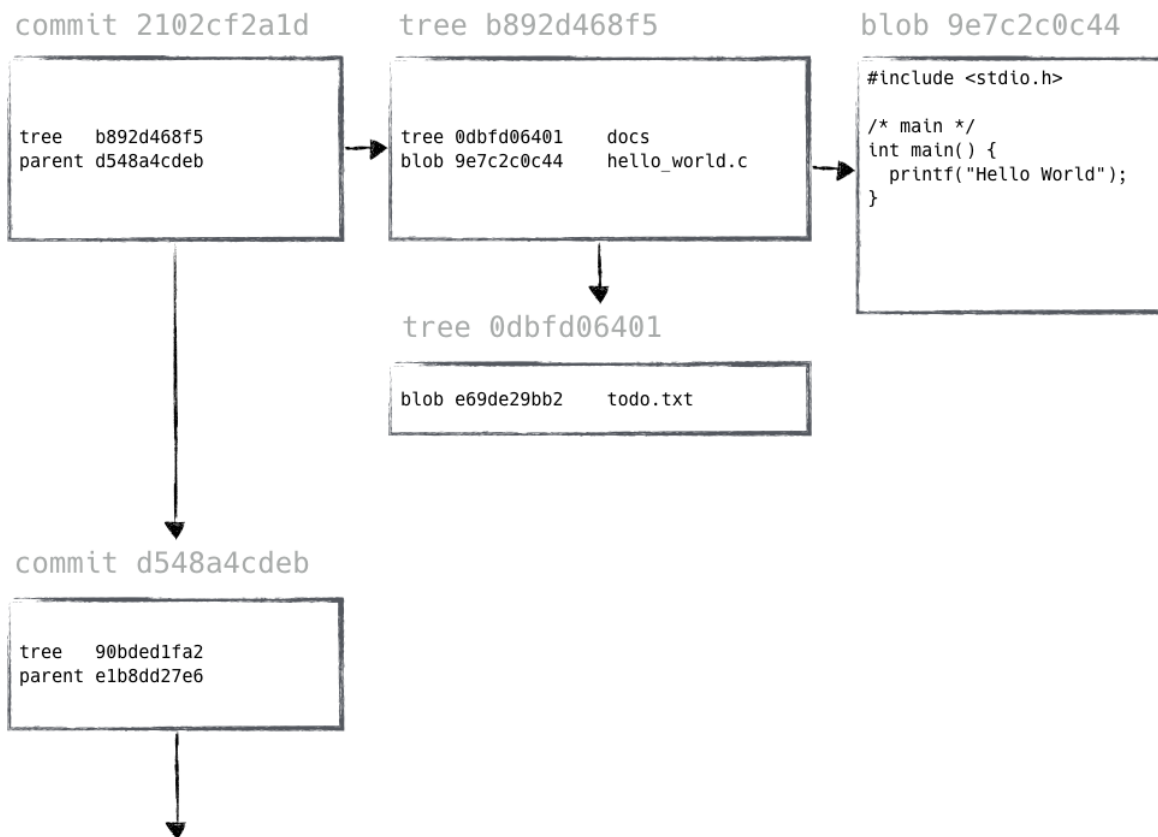 commit 2102cf2a1d
tree b892d468f5
parent d548a4cdeb
tree b892d468f5
tree 0dbfd06401 docs
blob 9e7c2c0c44 hello_world.c
blob 9e7c2c0c44
#include <stdio.h>
/* main */
int main() {
printf("Hello World");
}
tree 0dbfd06401
blob e69de29bb2 todo.txt
commit d548a4cdeb
tree 90bded1fa2
parent e1b8dd27e6